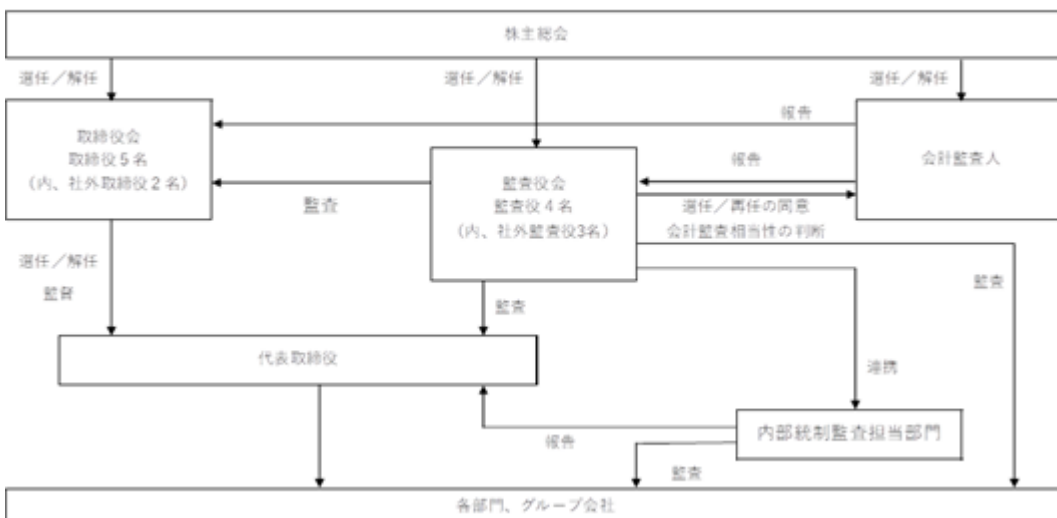 株主総会
選任／解任
選任／解任
選任／解任
報告
取締役会
取締役５名
（内、社外取締役２名）
会計監査人
報告
監査役会
監査役４名
（内、社外監査役3名）
監査
選任／再任の同意
会計監査相当性の判断
選任／解任
監督
監査
監査
代表取締役
連携
内部統制監査担当部門
報告
監査
各部門、グループ会社